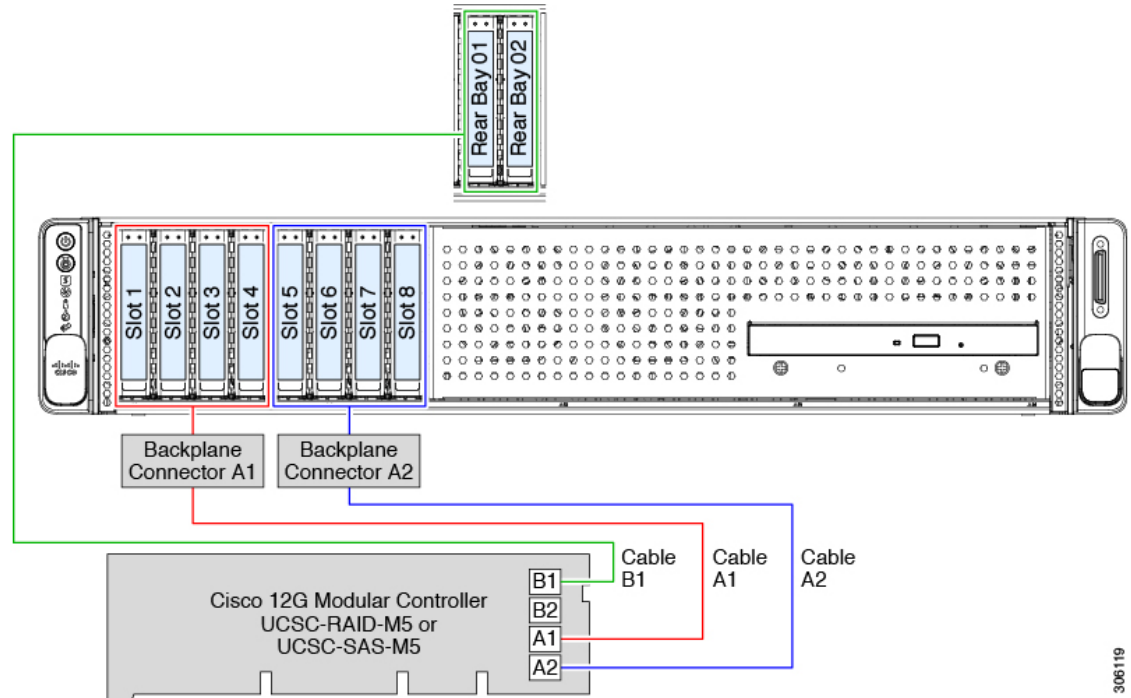 Rear Bay 01
Rear Bay 02
Slot 1
Slot 2
Slot 3
Slot 4
Slot 5
Slot 6
Slot 7
Slot 8
cisco
Backplane
Connector A1
Backplane
Connector A2
Cable
B1
Cable
A1
Cable
A2
Cisco 12G Modular Controller
UCSC-RAID-M5 or
UCSC-SAS-M5
B1
B2
A1
A2
306119